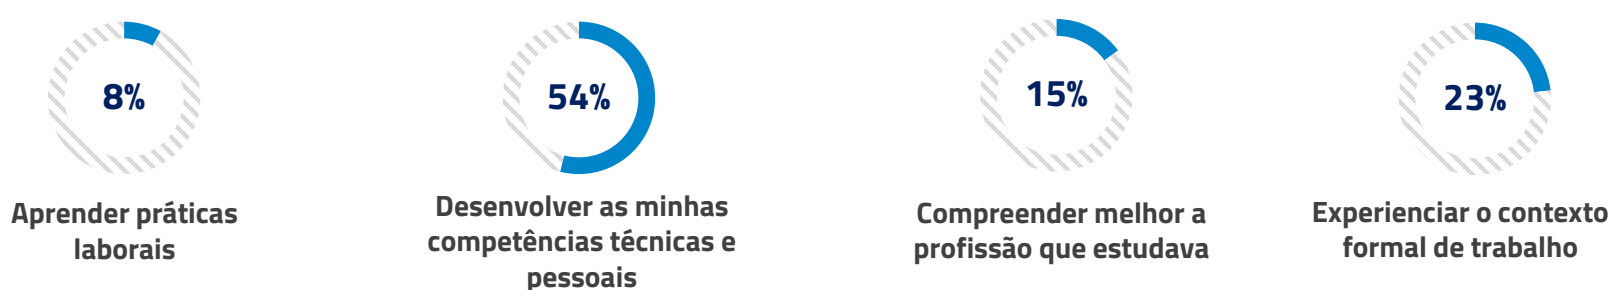 8%
Aprender práticas
laborais
54%
Desenvolver as minhas
competências técnicas e
pessoais
15%
Compreender melhor a
profissão que estudava
23%
Experienciar o contexto
formal de trabalho